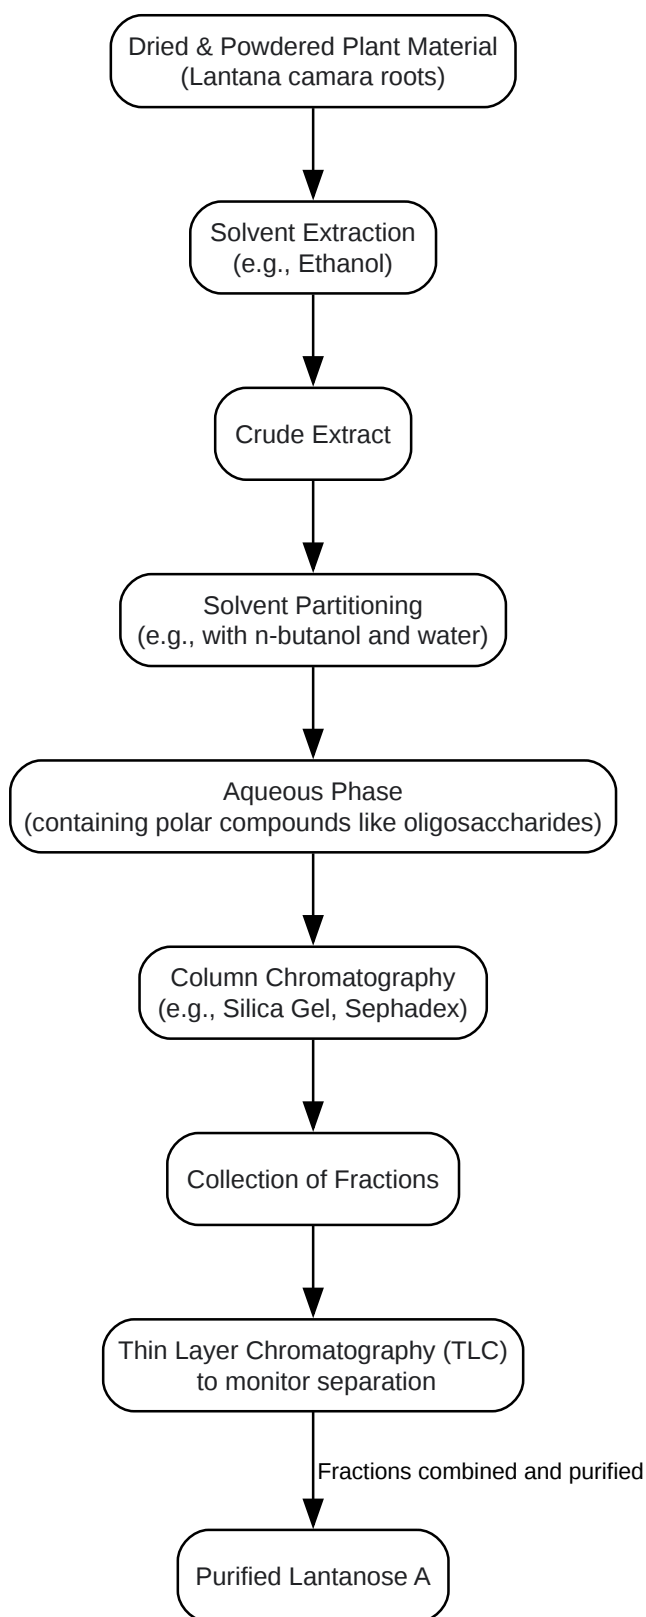 Dried & Powdered Plant Material
(Lantana camara roots)
Solvent Extraction
(e.g., Ethanol)
Crude Extract
Solvent Partitioning
(e.g., with n-butanol and water)
Aqueous Phase
(containing polar compounds like oligosaccharides)
Column Chromatography
(e.g., Silica Gel, Sephadex)
Collection of Fractions
Thin Layer Chromatography (TLC)
to monitor separation
Fractions combined and purified
Purified Lantanose A